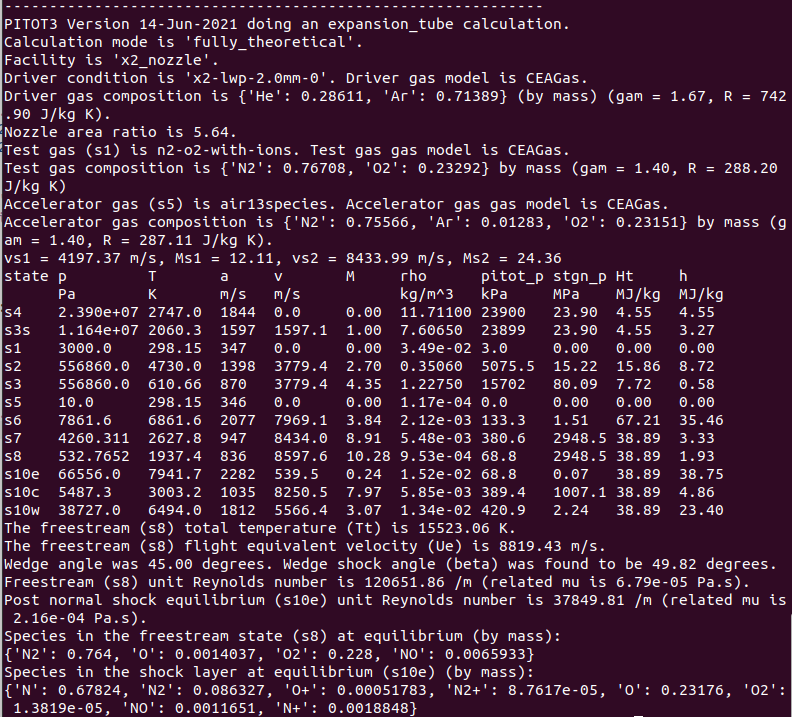 ------------------------------------------------------------
PITOT3 Version 14-Jun-2021 doing an expansion_tube calculation.
Calculation mode is 'fully_theoretical'.
Facility is 'x2_nozzle'.
Driver condition is 'x2-lwp-2.0mm-0'. Driver gas model is CEAGas.
Driver gas composition is {'He': 0.28611, 'Ar': 0.71389} (by mass) (gam = 1.67, R = 742
.90 J/kg K).
Nozzle area ratio is 5.64.
Test gas (s1) is n2-o2-with-ions. Test gas gas model is CEAGas.
Test gas composition is {'N2': 0.76708, 'O2': 0.23292} by mass (gam = 1.40, R = 288.20
J/kg K)
Accelerator gas (s5) is air13species. Accelerator gas gas model is CEAGas.
Accelerator gas composition is {'N2': 0.75566, 'Ar': 0.01283, 'O2': 0.23151} by mass (g
am = 1.40, R = 287.11 J/kg K).
vs1 = 4197.37 m/s, Ms1 = 12.11, vs2 = 8433.99 m/s, Ms2 = 24.36
state p T a v M rho pitot_p stgn_p Ht h
Pa K m/s m/s kg/m^3 kPa MPa MJ/kg MJ/kg
s4 2.390e+07 2747.0 1844 0.0 0.00 11.71100 23900 23.90 4.55 4.55
s3s 1.164e+07 2060.3 1597 1597.1 1.00 7.60650 23899 23.90 4.55 3.27
s1 3000.0 298.15 347 0.0 0.00 3.49e-02 3.0 0.00 0.00 0.00
s2 556860.0 4730.0 1398 3779.4 2.70 0.35060 5075.5 15.22 15.86 8.72
s3 556860.0 610.66 870 3779.4 4.35 1.22750 15702 80.09 7.72 0.58
s5 10.0 298.15 346 0.0 0.00 1.17e-04 0.0 0.00 0.00 0.00
s6 7861.6 6861.6 2077 7969.1 3.84 2.12e-03 133.3 1.51 67.21 35.46
s7 4260.311 2627.8 947 8434.0 8.91 5.48e-03 380.6 2948.5 38.89 3.33
s8 532.7652 1937.4 836 8597.6 10.28 9.53e-04 68.8 2948.5 38.89 1.93
s10e 66556.0 7941.7 2282 539.5 0.24 1.52e-02 68.8 0.07 38.89 38.75
s10c 5487.3 3003.2 1035 8250.5 7.97 5.85e-03 389.4 1007.1 38.89 4.86
s10w 38727.0 6494.0 1812 5566.4 3.07 1.34e-02 420.9 2.24 38.89 23.40
The freestream (s8) total temperature (Tt) is 15523.06 K.
The freestream (s8) flight equivalent velocity (Ue) is 8819.43 m/s.
Wedge angle was 45.00 degrees. Wedge shock angle (beta) was found to be 49.82 degrees.
Freestream (s8) unit Reynolds number is 120651.86 /m (related mu is 6.79e-05 Pa.s).
Post normal shock equilibrium (s10e) unit Reynolds number is 37849.81 /m (related mu is
2.16e-04 Pa.s).
Species in the freestream state (s8) at equilibrium (by mass):
{'N2': 0.764, 'O': 0.0014037, 'O2': 0.228, 'NO': 0.0065933}
Species in the shock layer at equilibrium (s10e) (by mass):
{'N': 0.67824, 'N2': 0.086327, 'O+': 0.00051783, 'N2+': 8.7617e-05, 'O': 0.23176, 'O2':
1.3819e-05, 'NO': 0.0011651, 'N+': 0.0018848}